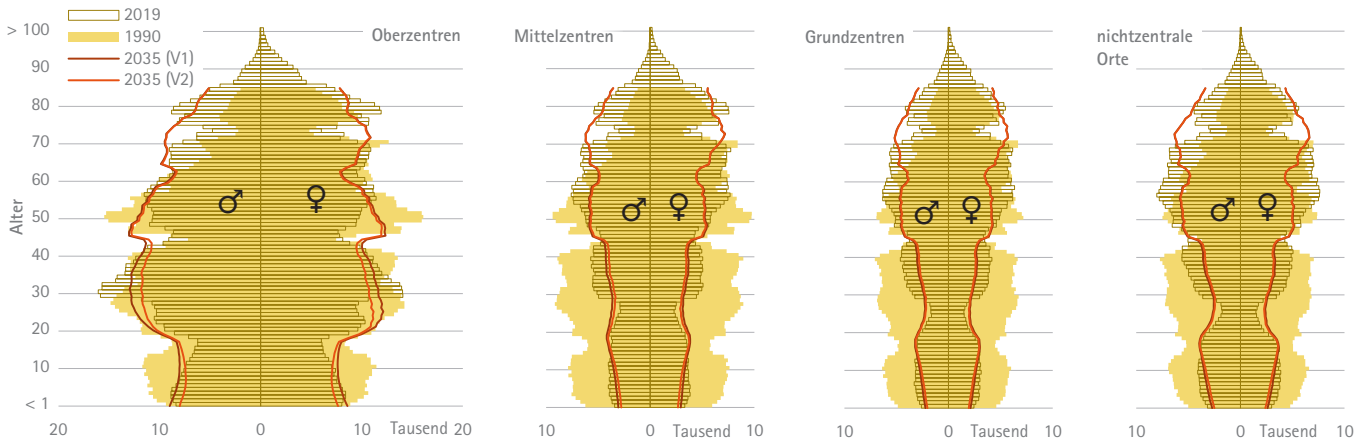 2019
1990
2035 (V1)
2035 (V2)
Oberzentren
Mittelzentren
Grundzentren
nichtzentrale
Orte
Alter
> 100
90
80
70
60
50
40
30
20
10
< 1
20 10 0 10 Tausend 20
10 0 Tausend 10
10 0 Tausend 10
10 0 Tausend 10
♂ ♀
♂ ♀
♂ ♀
♂ ♀